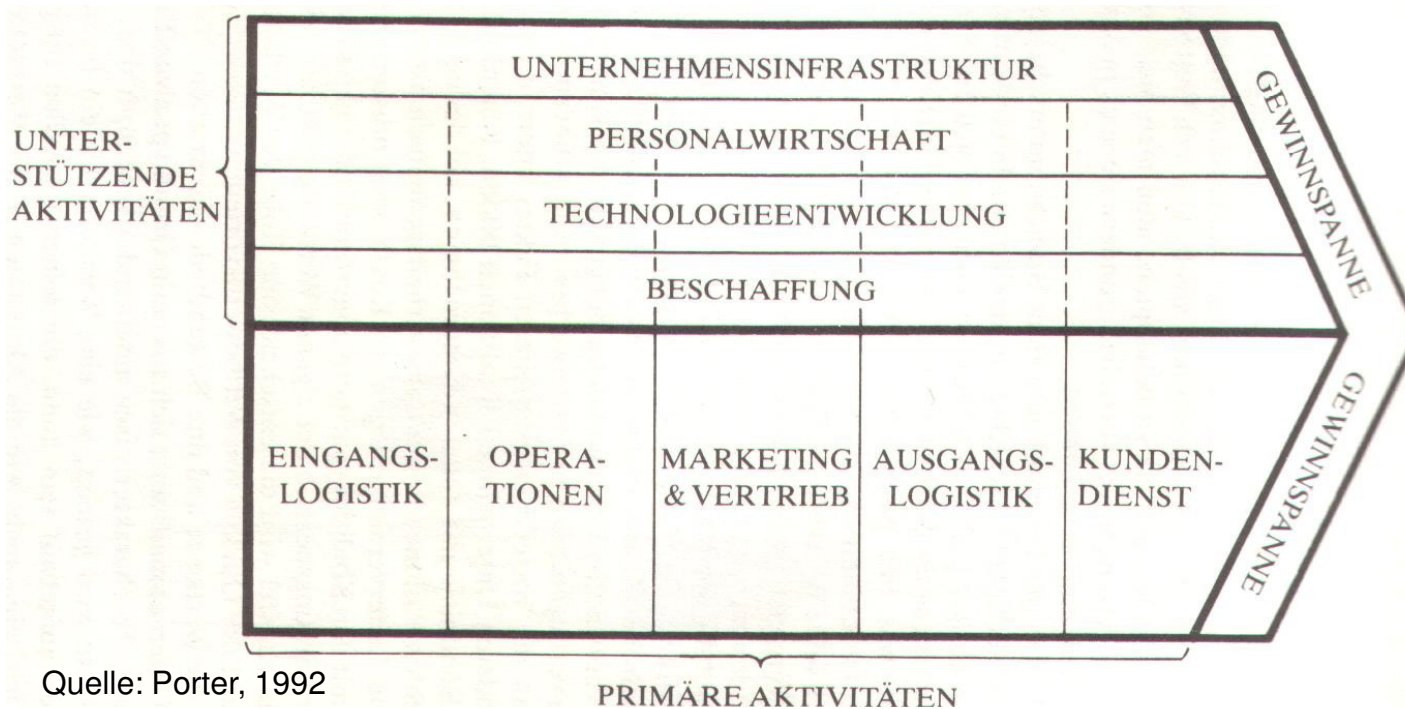 UNTERNEHMENSINFRASTRUKTUR
PERSONALWIRTSCHAFT
TECHNOLOGIEENTWICKLUNG
BESCHAFFUNG
UNTER-
STÜTZENDE
AKTIVITÄTEN
GEWINNSPANNE
GEWINNSPANNE
EINGANGS-
LOGISTIK
OPERA-
TIONEN
MARKETING
& VERTRIEB
AUSGANGS-
LOGISTIK
KUNDEN-
DIENST
PRIMÄRE AKTIVITÄTEN
Quelle: Porter, 1992